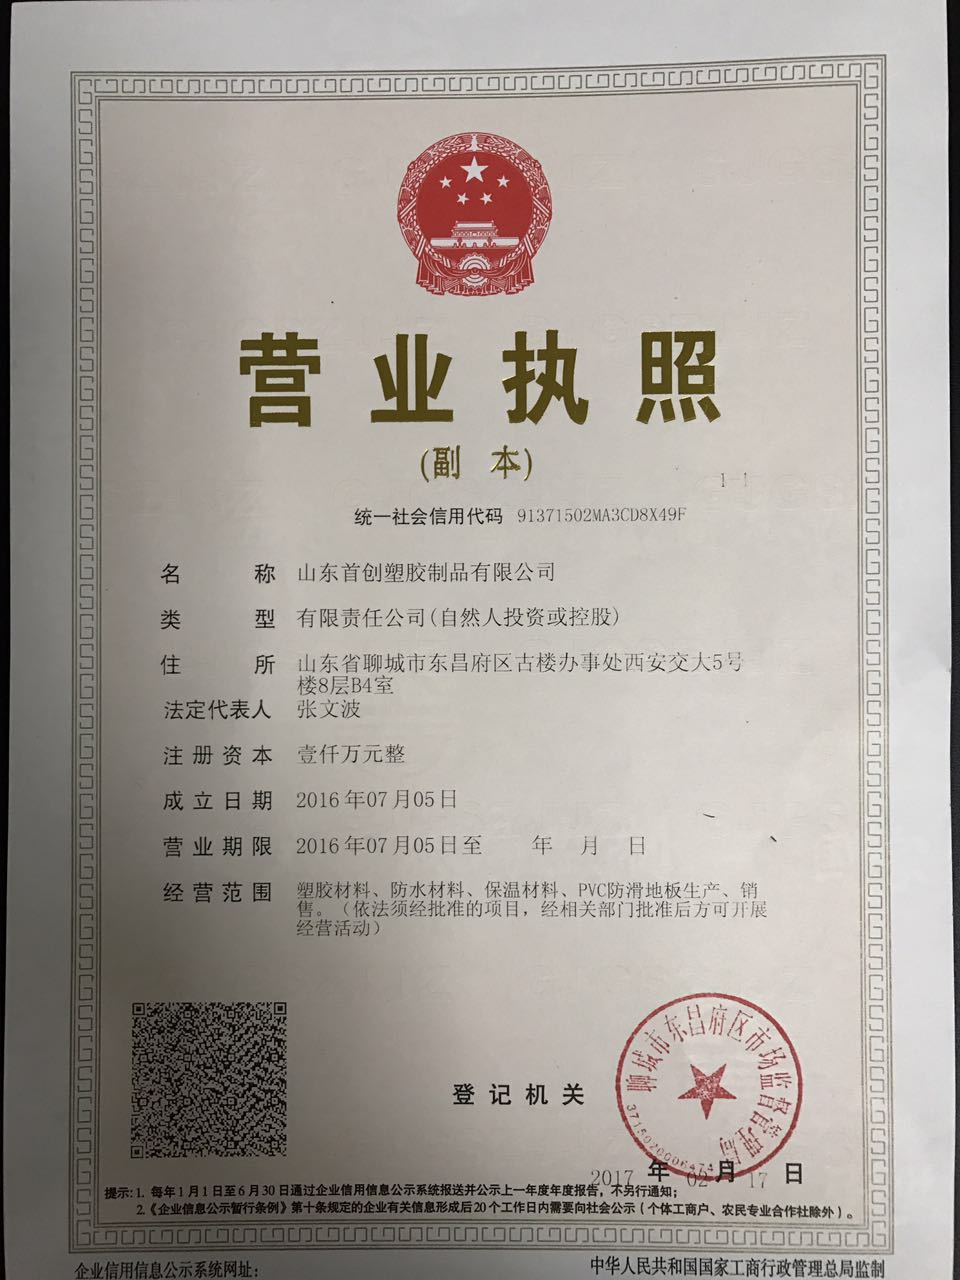 营业执照
(副 本)
1-1
统一社会信用代码 91371502MA3CD8X49F
名称 山东首创塑胶制品有限公司
类型 有限责任公司(自然人投资或控股)
住所 山东省聊城市东昌府区古楼办事处西安交大5号
楼8层B4室
法定代表人 张文波
注册资本 壹仟万元整
成立日期 2016年07月05日
营业期限 2016年07月05日至 年 月 日
经营范围 塑胶材料、防水材料、保温材料、PVC防滑地板生产、销
售。（依法须经批准的项目，经相关部门批准后方可开展
经营活动）
聊城市东昌府区市场监督管理局
3715020006474
登记机关
2017 年 02 月 17 日
提示：1. 每年1月1日至6月30日通过企业信用信息公示系统报送并公示上一年度年度报告，不另行通知；
2.《企业信息公示暂行条例》第十条规定的企业有关信息形成后20个工作日内需要向社会公示（个体工商户、农民专业合作社除外）。
企业信用信息公示系统网址：
中华人民共和国国家工商行政管理总局监制